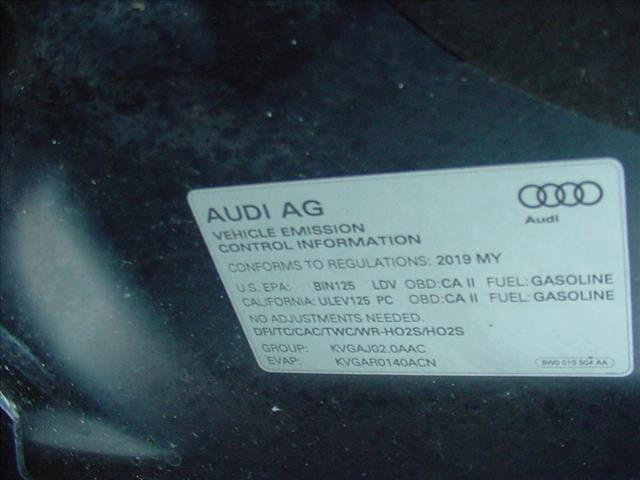 AUDI AG
Audi
VEHICLE EMISSION
CONTROL INFORMATION
CONFORMS TO REGULATIONS: 2019 MY
U.S. EPA: BIN125 LDV OBD:CA II FUEL:GASOLINE
CALIFORNIA: ULEV125 PC OBD:CA II FUEL:GASOLINE
NO ADJUSTMENTS NEEDED.
DFI/TC/CAC/TWC/WR-HO2S/HO2S
GROUP: KVGAJ02.0AAC
EVAP: KVGAR0140ACN
8W0 010 504 AA